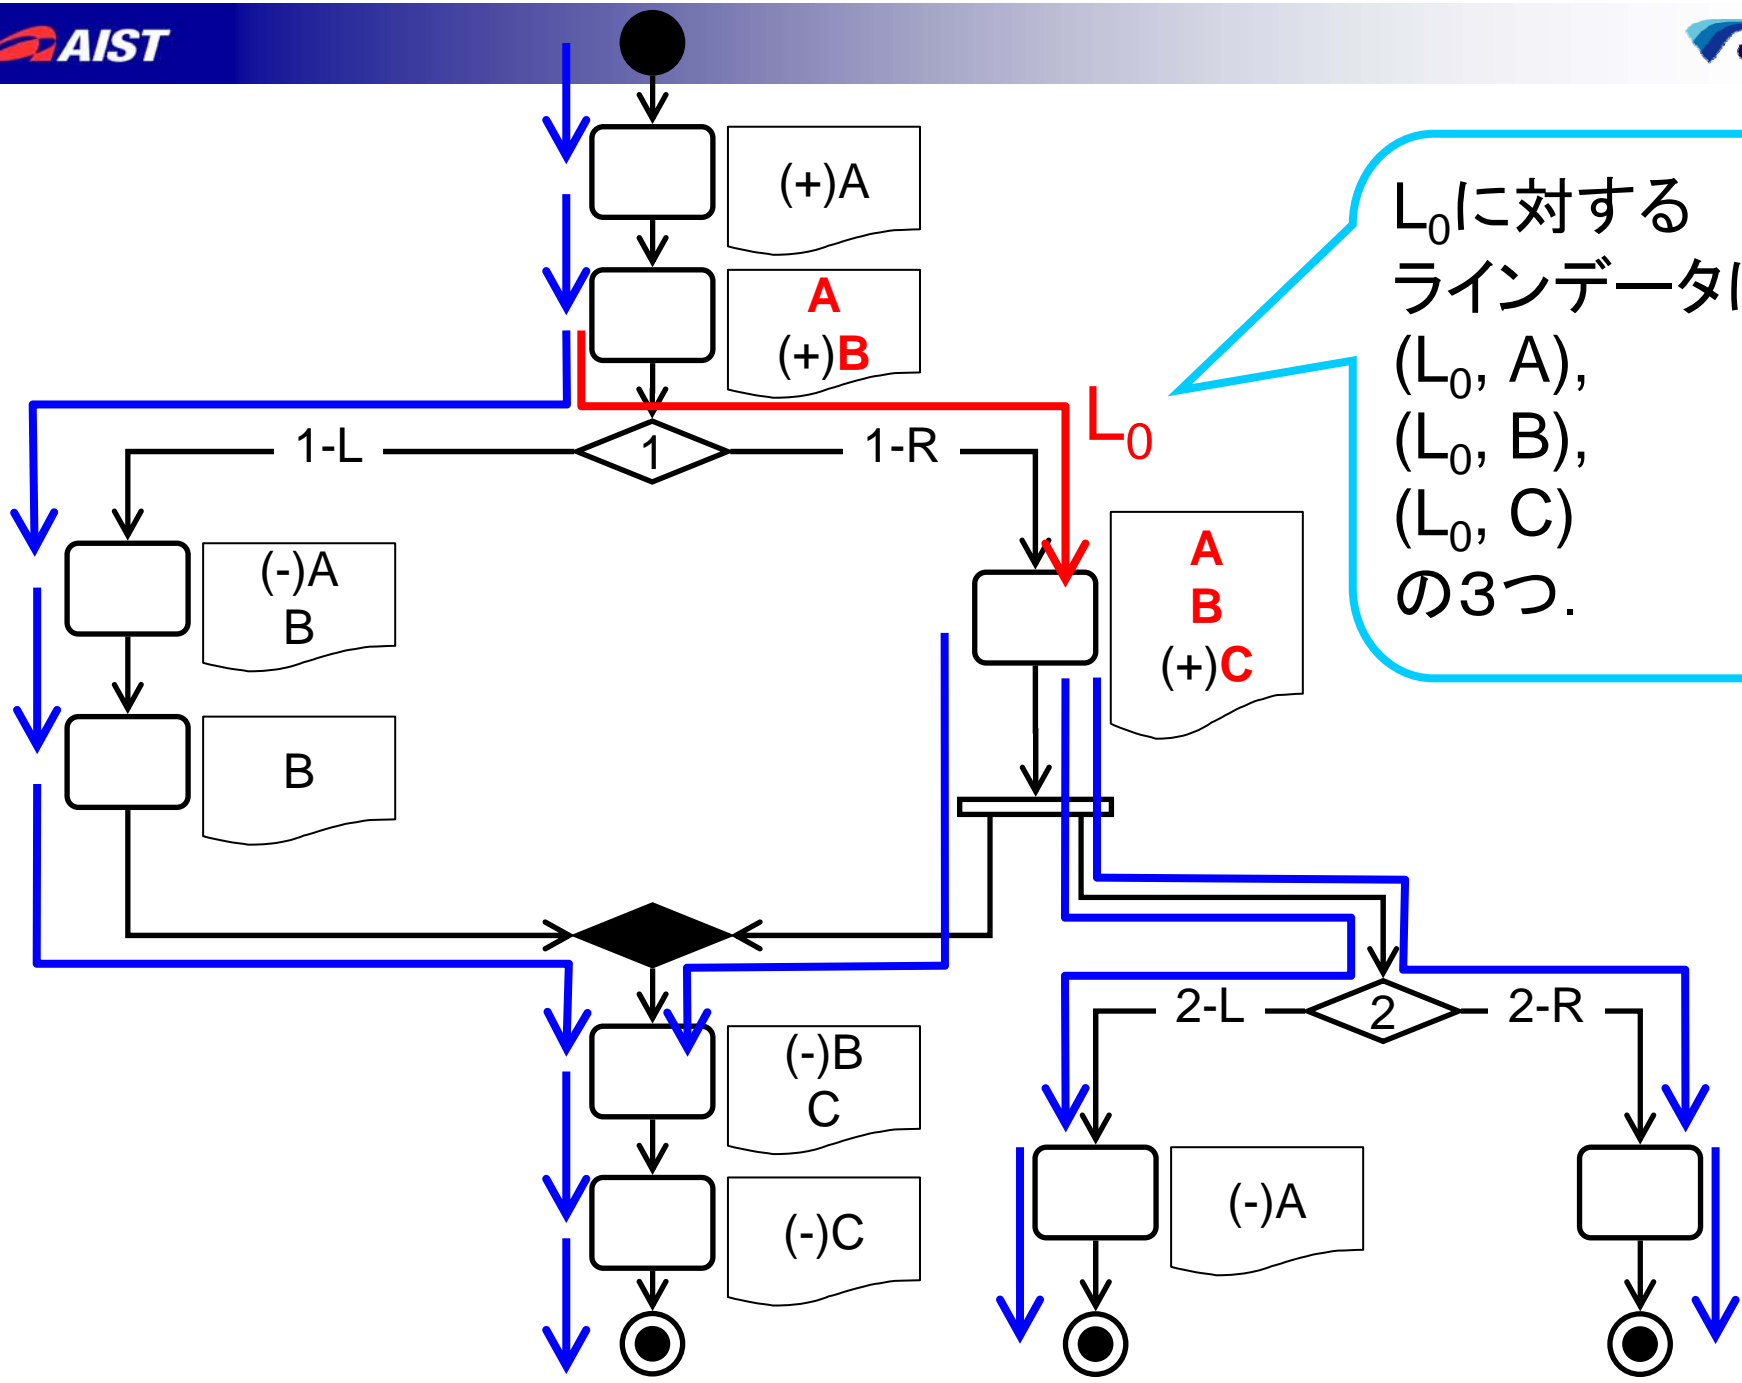 AIST
(+)A
A
(+)B
L₀に対する
ラインデータは
(L₀, A),
(L₀, B),
(L₀, C)
の3つ.
L₀
1-L
1
1-R
(-)A
B
A
B
(+)C
B
2-L
2
2-R
(-)B
C
(-)A
(-)C